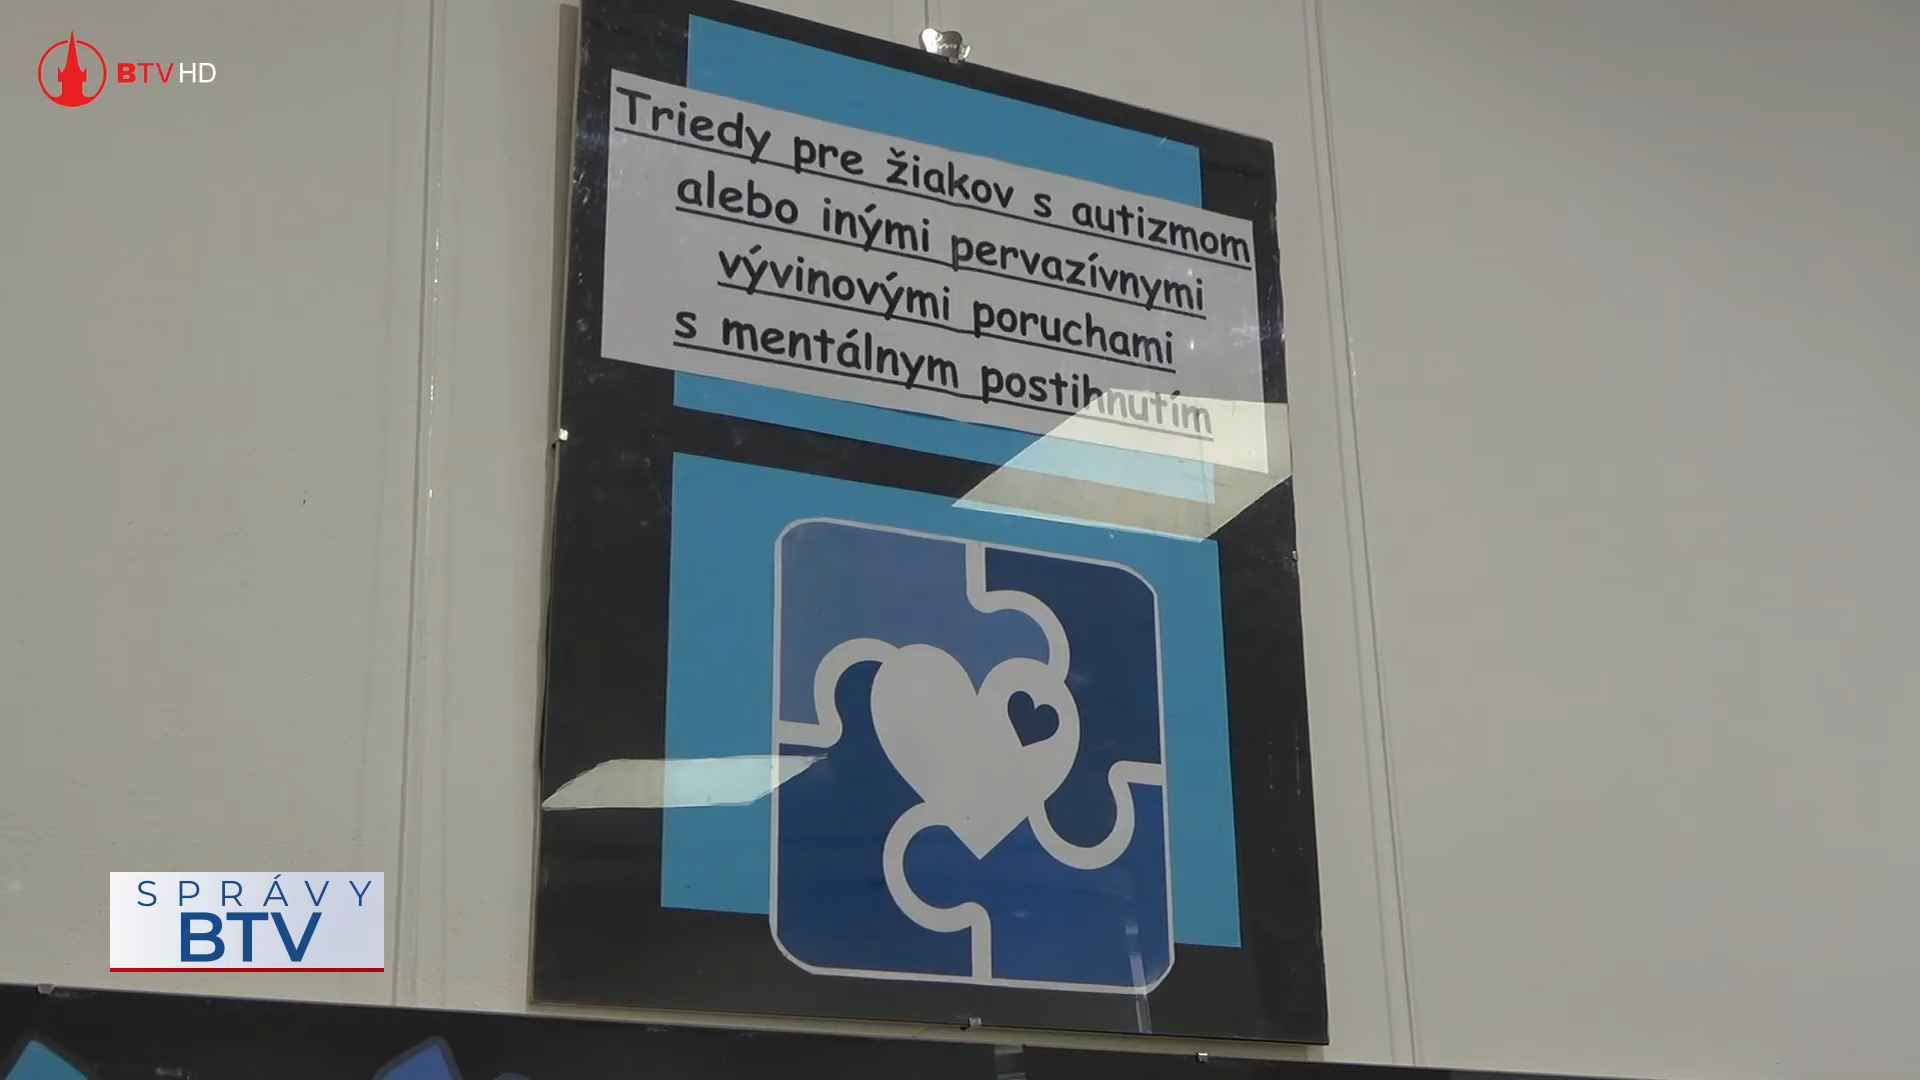 BTV HD
Triedy pre žiakov s autizmom
alebo inými pervazívnymi
vývinovými poruchami
s mentálnym postihnutím
SPRÁVY
BTV